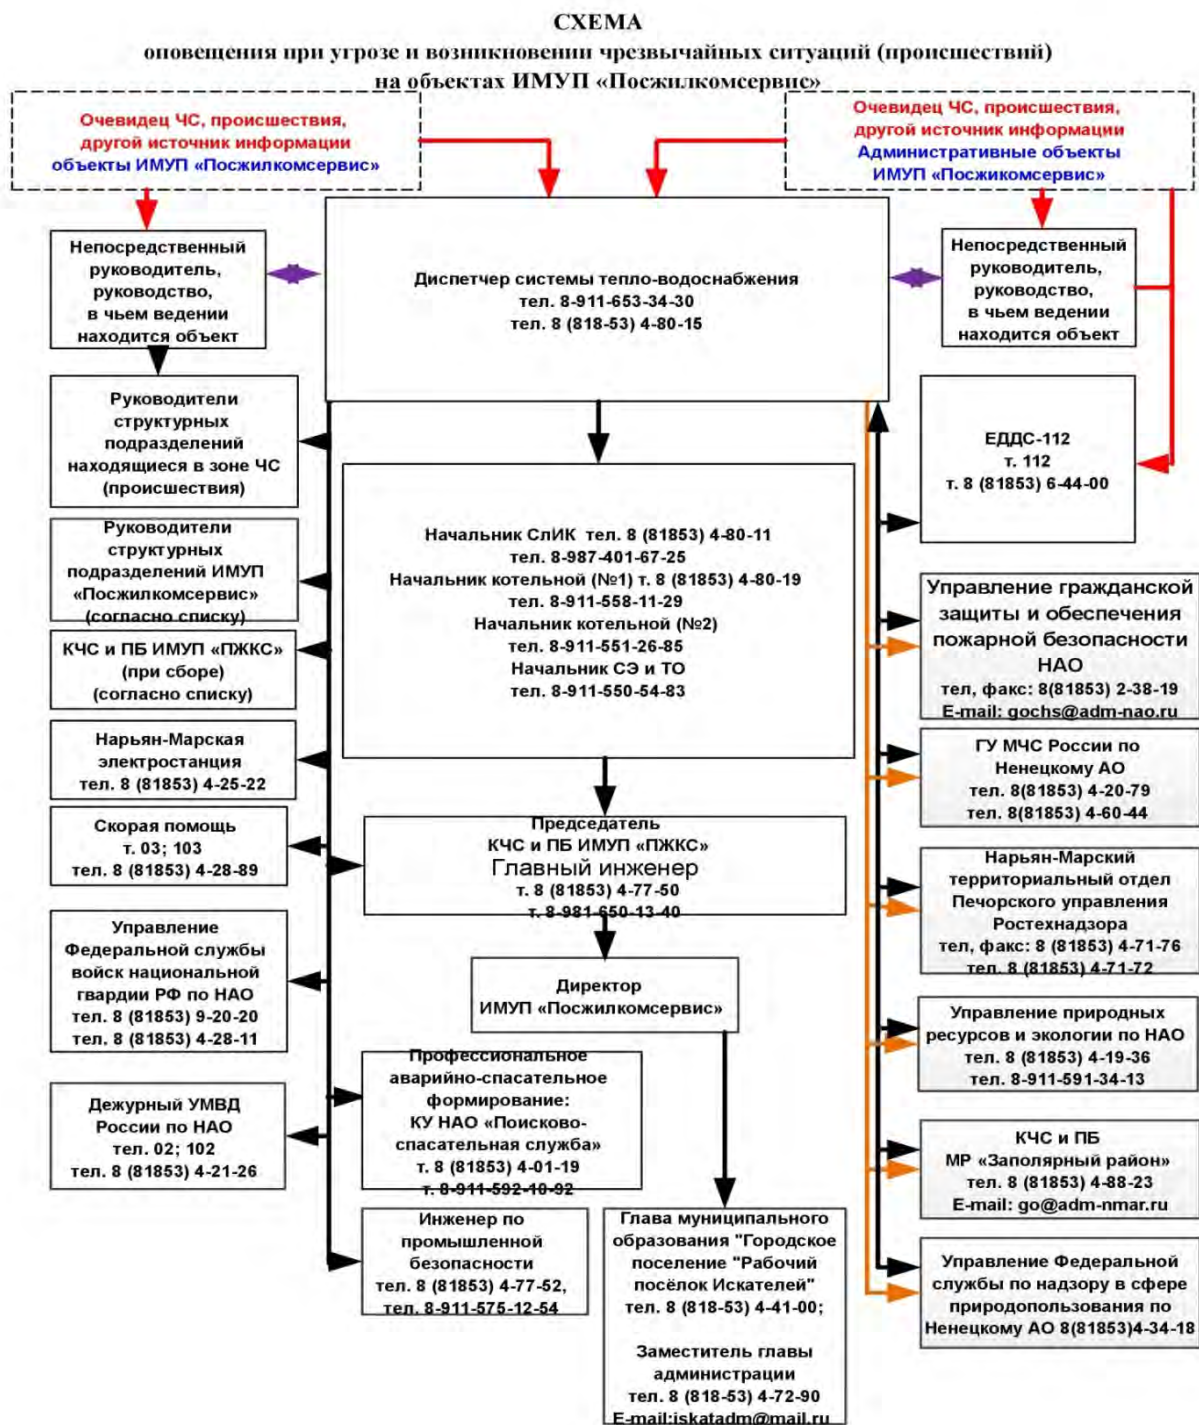 СХЕМА
оповещения при угрозе и возникновении чрезвычайных ситуаций (происшествий)
на объектах ИМУП «Посжилкомсервис»
Очевидец ЧС, происшествия,
другой источник информации
объекты ИМУП «Посжилкомсервис»
Очевидец ЧС, происшествия,
другой источник информации
Административные объекты
ИМУП «Посжикомсервис»
Непосредственный
руководитель,
руководство,
в чьем ведении
находится объект
Диспетчер системы тепло-водоснабжения
тел. 8-911-653-34-30
тел. 8 (818-53) 4-80-15
Непосредственный
руководитель,
руководство,
в чьем ведении
находится объект
Руководители
структурных
подразделений
находящиеся в зоне ЧС
(происшествия)
Руководители
структурных
подразделений ИМУП
«Посжилкомсервис»
(согласно списку)
КЧС и ПБ ИМУП «ПЖКС»
(при сборе)
(согласно списку)
Нарьян-Марская
электростанция
тел. 8 (81853) 4-25-22
Скорая помощь
т. 03; 103
тел. 8 (81853) 4-28-89
Управление
Федеральной службы
войск национальной
гвардии РФ по НАО
тел. 8 (81853) 9-20-20
тел. 8 (81853) 4-28-11
Дежурный УМВД
России по НАО
тел. 02; 102
тел. 8 (81853) 4-21-26
Начальник СлИК тел. 8 (81853) 4-80-11
тел. 8-987-401-67-25
Начальник котельной (№1) т. 8 (81853) 4-80-19
тел. 8-911-558-11-29
Начальник котельной (№2)
тел. 8-911-551-26-85
Начальник СЭ и ТО
тел. 8-911-550-54-83
Председатель
КЧС и ПБ ИМУП «ПЖКС»
Главный инженер
т. 8 (81853) 4-77-50
т. 8-981-650-13-40
Директор
ИМУП «Посжилкомсервис»
Профессиональное
аварийно-спасательное
формирование:
КУ НАО «Поисково-
спасательная служба»
т. 8 (81853) 4-01-19
т. 8-911-592-10-92
Инженер по
промышленной
безопасности
тел. 8 (81853) 4-77-52,
тел. 8-911-575-12-54
Глава муниципального
образования "Городское
поселение "Рабочий
посёлок Искателей"
тел. 8 (818-53) 4-41-00;
Заместитель главы
администрации
тел. 8 (818-53) 4-72-90
E-mail:iskatadm@mail.ru
ЕДДС-112
т. 112
т. 8 (81853) 6-44-00
Управление гражданской
защиты и обеспечения
пожарной безопасности
НАО
тел, факс: 8(81853) 2-38-19
E-mail: gochs@adm-nao.ru
ГУ МЧС России по
Ненецкому АО
тел. 8(81853) 4-20-79
тел. 8(81853) 4-60-44
Нарьян-Марский
территориальный отдел
Печорского управления
Ростехнадзора
тел, факс: 8 (81853) 4-71-76
тел. 8 (81853) 4-71-72
Управление природных
ресурсов и экологии по НАО
тел. 8 (81853) 4-19-36
тел. 8-911-591-34-13
КЧС и ПБ
МР «Заполярный район»
тел. 8 (81853) 4-88-23
E-mail: go@adm-nmar.ru
Управление Федеральной
службы по надзору в сфере
природопользования по
Ненецкому АО 8(81853)4-34-18